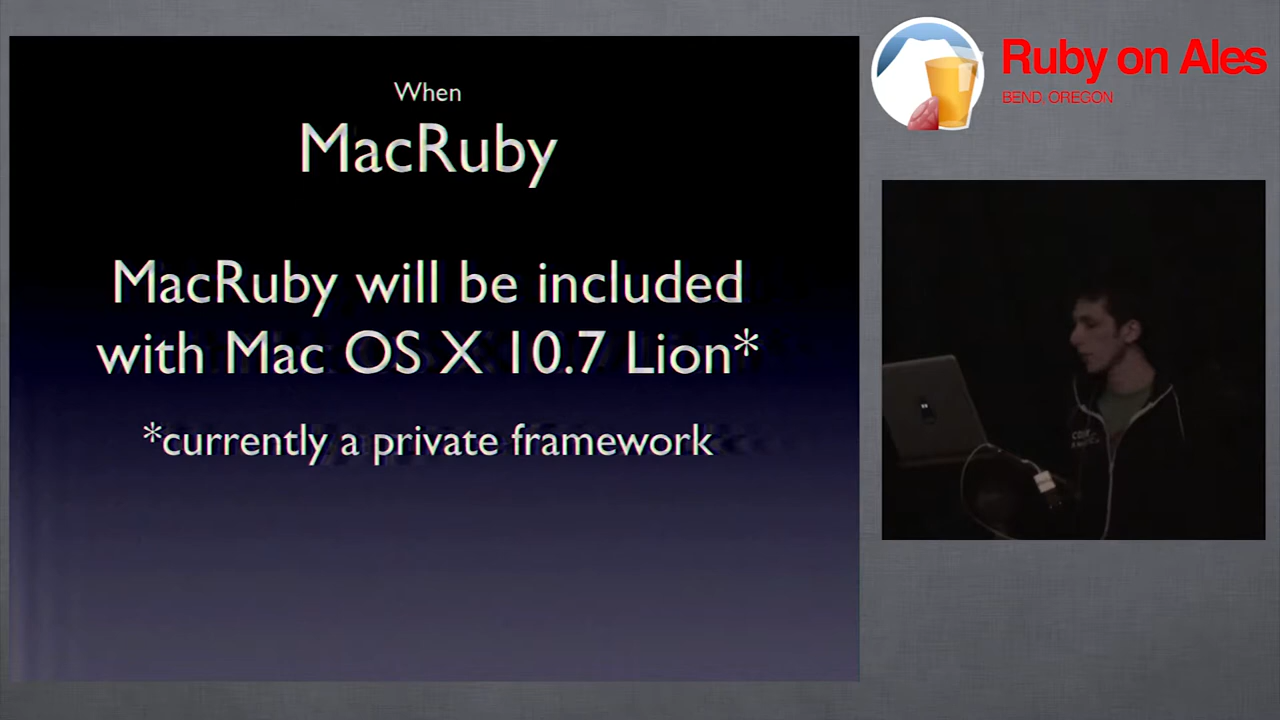 When
MacRuby
MacRuby will be included
with Mac OS X 10.7 Lion*
*currently a private framework
Ruby on Ales
BEND, OREGON